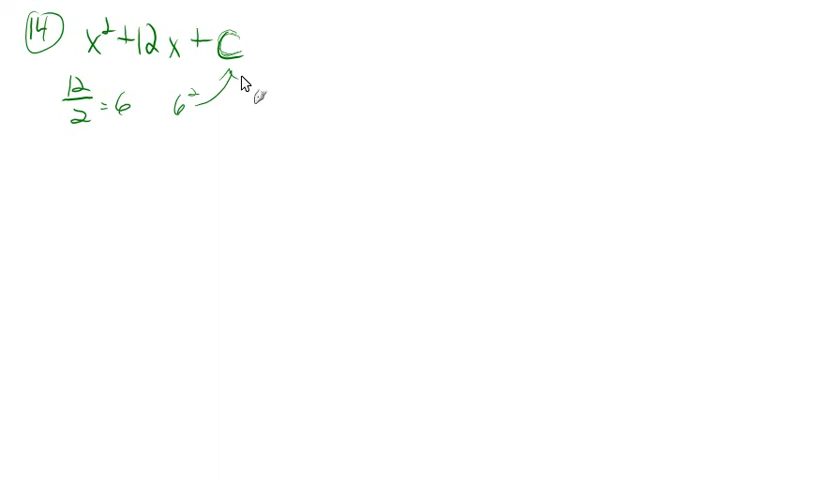 14 x² + 12x + C
12/2 = 6 6²